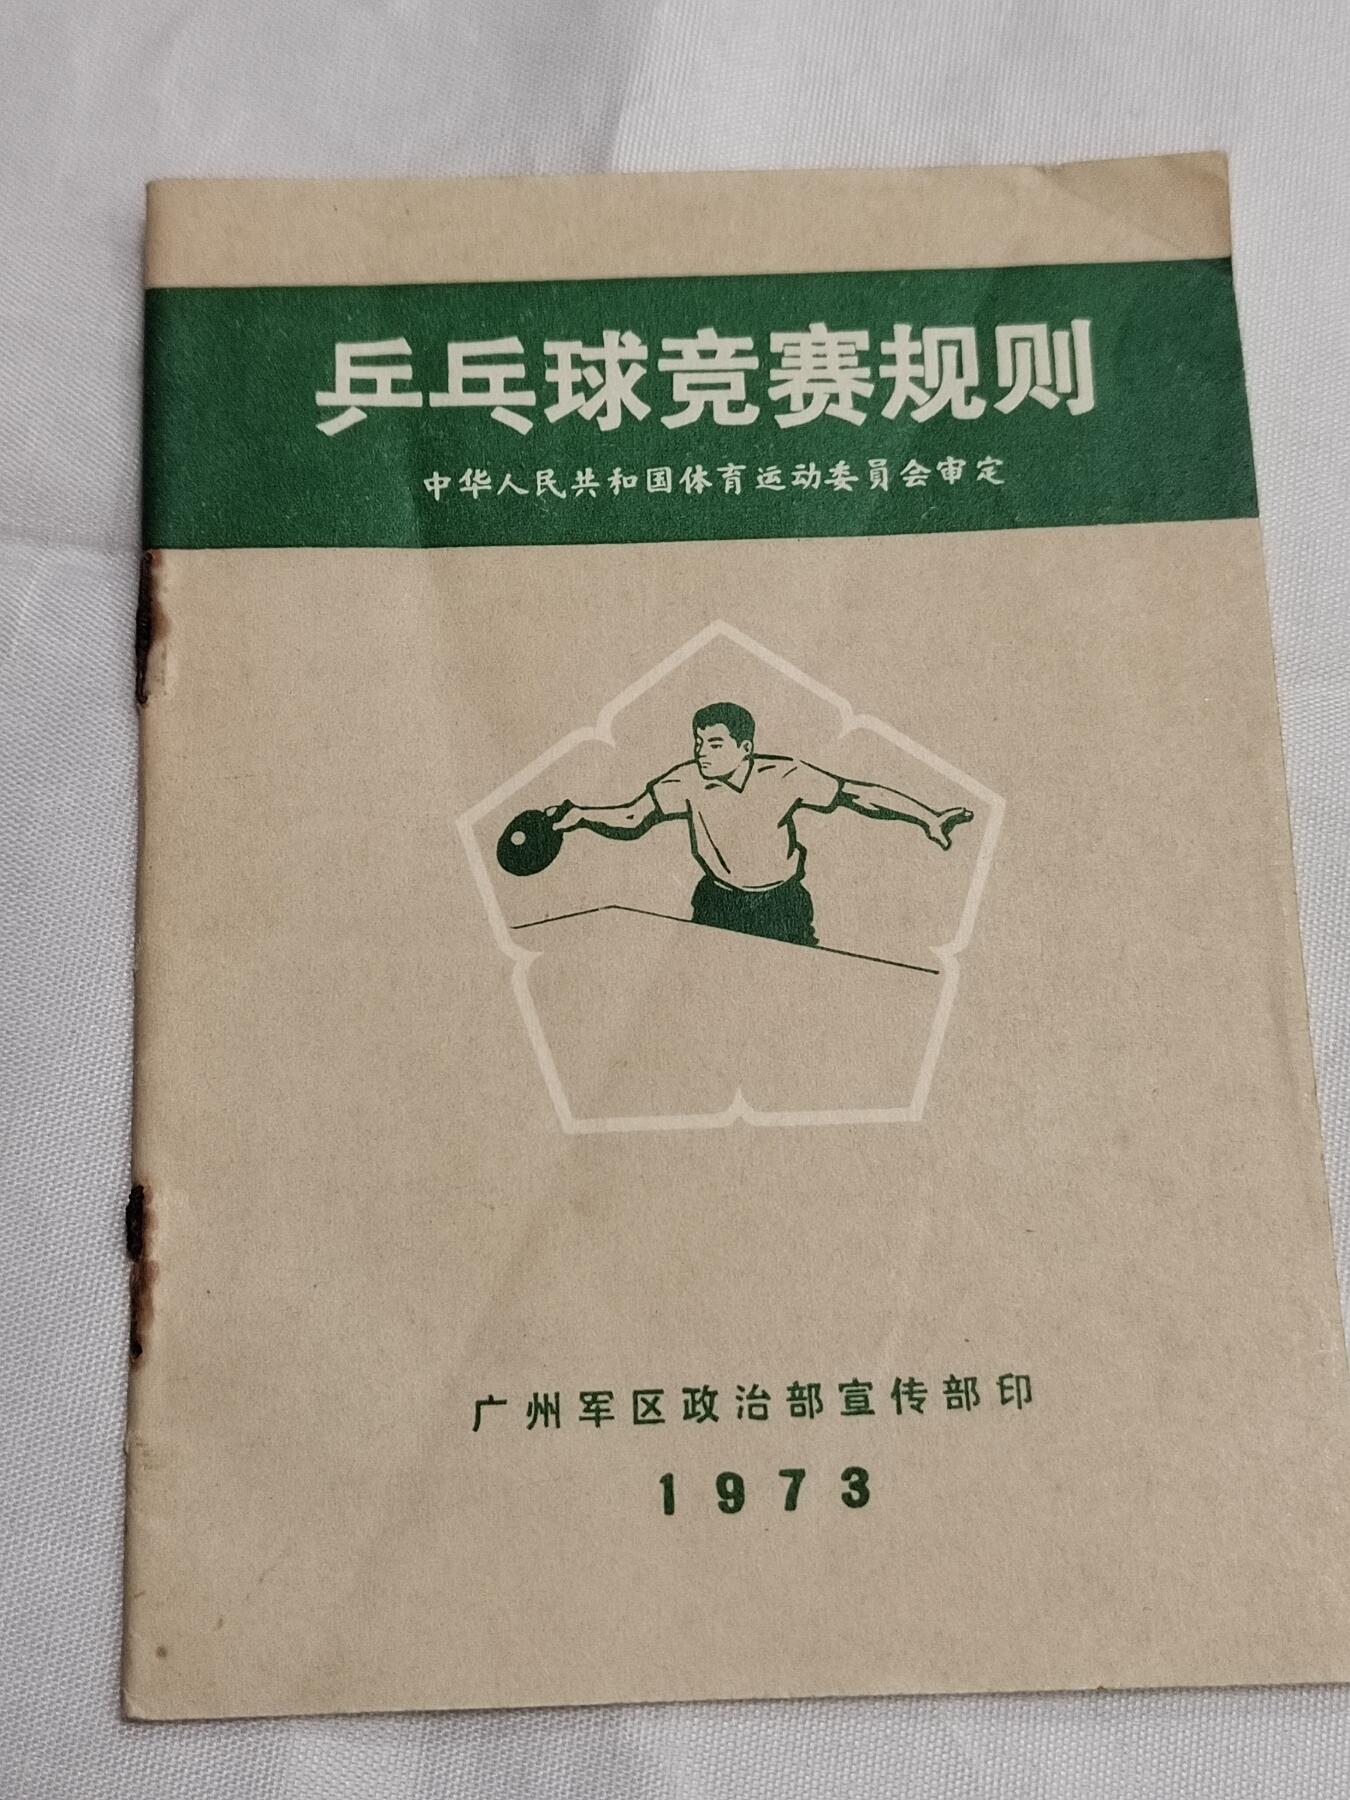 乒乓球竞赛规则
中华人民共和国体育运动委员会审定
广州军区政治部宣传部印
1973